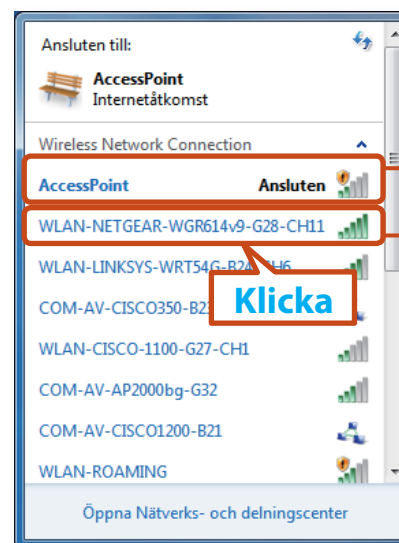 Ansluten till:
AccessPoint
Internetåtkomst
Wireless Network Connection
AccessPoint Ansluten
WLAN-NETGEAR-WGR614v9-G28-CH11
WLAN-LINKSYS-WRT54G-B24-CH6
COM-AV-CISCO350-B2
Klicka
WLAN-CISCO-1100-G27-CH1
COM-AV-AP2000bg-G32
COM-AV-CISCO1200-B21
WLAN-ROAMING
Öppna Nätverks- och delningscenter